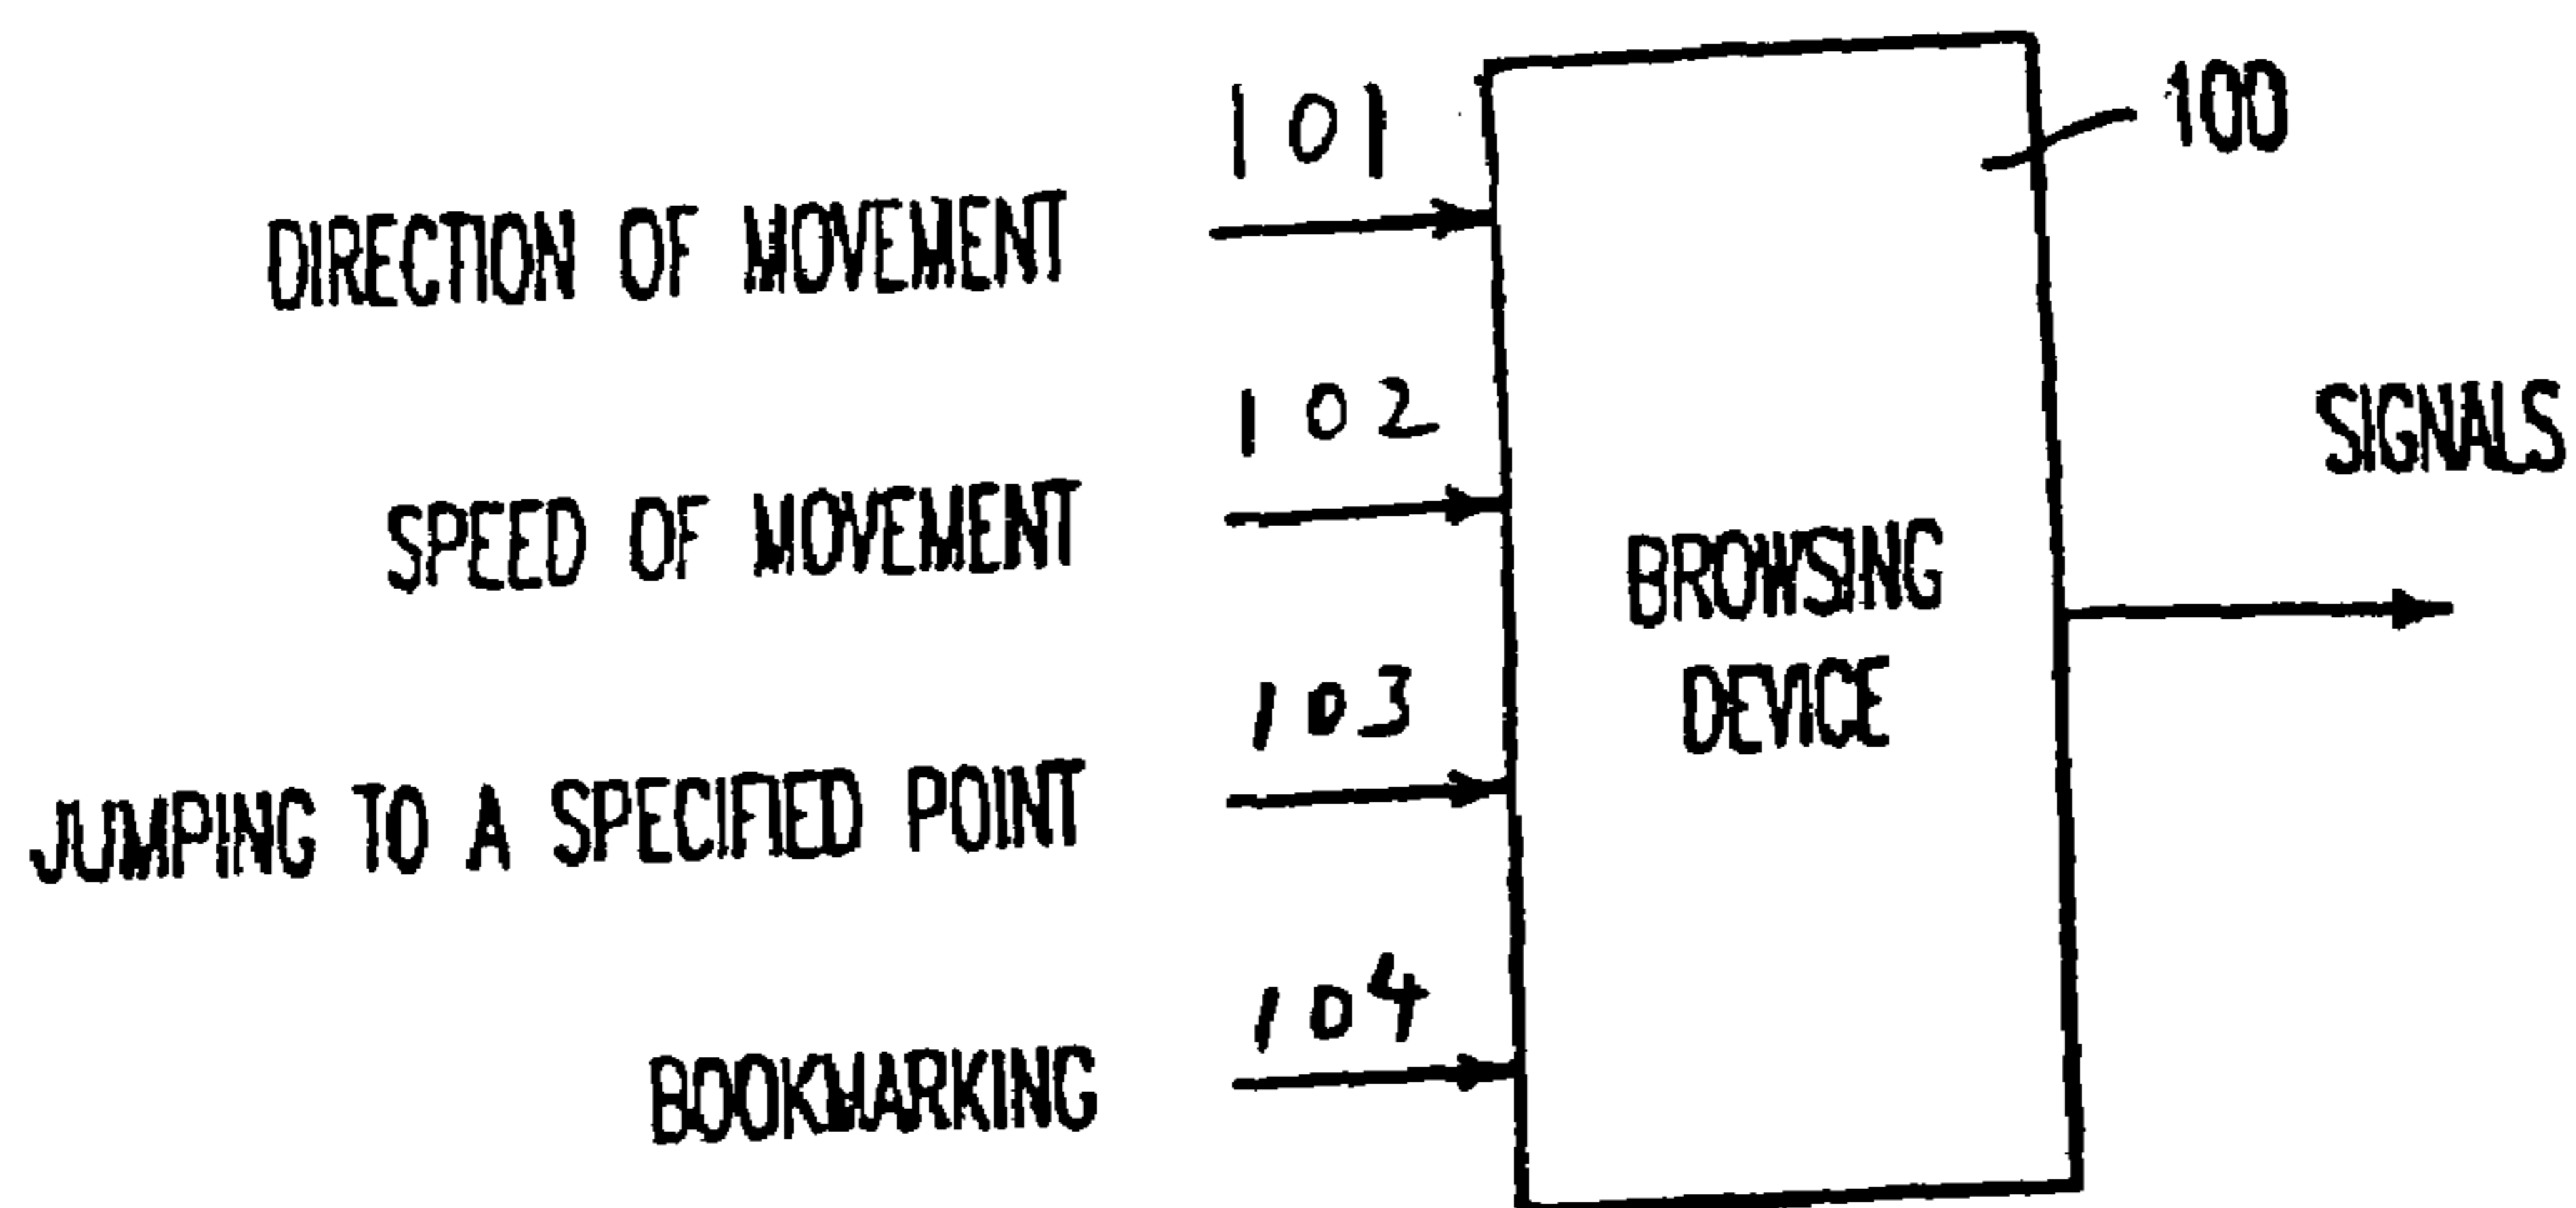 101
100
DIRECTION OF MOVEMENT
102
SIGNALS
SPEED OF MOVEMENT
BROWSING
DEVICE
103
JUMPING TO A SPECIFIED POINT
104
BOOKMARKING